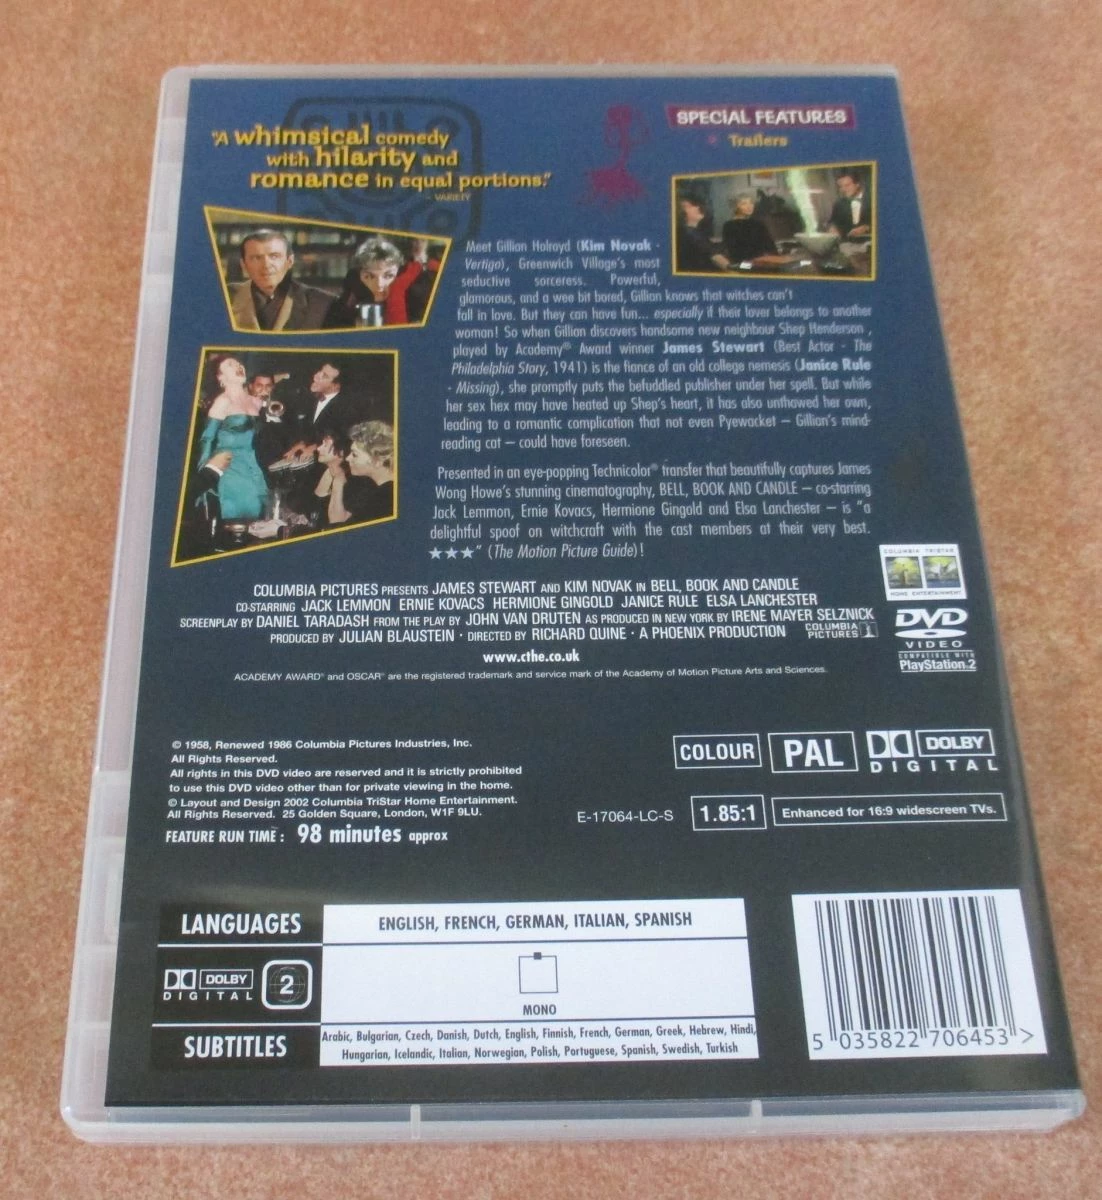 "A whimsical comedy
with hilarity and
romance in equal portions."
- VARIETY
SPECIAL FEATURES
Trailers
Meet Gillian Holroyd (Kim Novak -
Vertigo), Greenwich Village's most
seductive sorceress. Powerful,
glamorous, and a wee bit bored, Gillian knows that witches can't
fall in love. But they can have fun... especially if their lover belongs to another
woman! So when Gillian discovers handsome new neighbour Shep Henderson ,
played by Academy® Award winner James Stewart (Best Actor - The
Philadelphia Story, 1941) is the fiance of an old college nemesis (Janice Rule
- Missing), she promptly puts the befuddled publisher under her spell. But while
her sex hex may have heated up Shep's heart, it has also unthawed her own,
leading to a romantic complication that not even Pyewacket – Gillian's mind-
reading cat – could have foreseen.
Presented in an eye-popping Technicolor® transfer that beautifully captures James
Wong Howe's stunning cinematography, BELL, BOOK AND CANDLE – co-starring
Jack Lemmon, Ernie Kovacs, Hermione Gingold and Elsa Lanchester – is "a
delightful spoof on witchcraft with the cast members at their very best.
★★★" (The Motion Picture Guide)!
COLUMBIA PICTURES PRESENTS JAMES STEWART AND KIM NOVAK IN BELL, BOOK AND CANDLE
CO-STARRING JACK LEMMON ERNIE KOVACS HERMIONE GINGOLD JANICE RULE ELSA LANCHESTER
SCREENPLAY BY DANIEL TARADASH FROM THE PLAY BY JOHN VAN DRUTEN AS PRODUCED IN NEW YORK BY IRENE MAYER SELZNICK
PRODUCED BY JULIAN BLAUSTEIN · DIRECTED BY RICHARD QUINE · A PHOENIX PRODUCTION
COLUMBIA
PICTURES
www.cthe.co.uk
ACADEMY AWARD® and OSCAR® are the registered trademark and service mark of the Academy of Motion Picture Arts and Sciences.
COLUMBIA TRISTAR
HOME ENTERTAINMENT
DVD
VIDEO
COMPATIBLE WITH
PlayStation.2
© 1958, Renewed 1986 Columbia Pictures Industries, Inc.
All Rights Reserved.
All rights in this DVD video are reserved and it is strictly prohibited
to use this DVD video other than for private viewing in the home.
© Layout and Design 2002 Columbia TriStar Home Entertainment.
All Rights Reserved. 25 Golden Square, London, W1F 9LU.
FEATURE RUN TIME : 98 minutes approx
COLOUR
PAL
DOLBY
DIGITAL
E-17064-LC-S
1.85:1
Enhanced for 16:9 widescreen TVs.
LANGUAGES
ENGLISH, FRENCH, GERMAN, ITALIAN, SPANISH
DOLBY
DIGITAL
2
MONO
SUBTITLES
Arabic, Bulgarian, Czech, Danish, Dutch, English, Finnish, French, German, Greek, Hebrew, Hindi,
Hungarian, Icelandic, Italian, Norwegian, Polish, Portuguese, Spanish, Swedish, Turkish
5 035822 706453 >